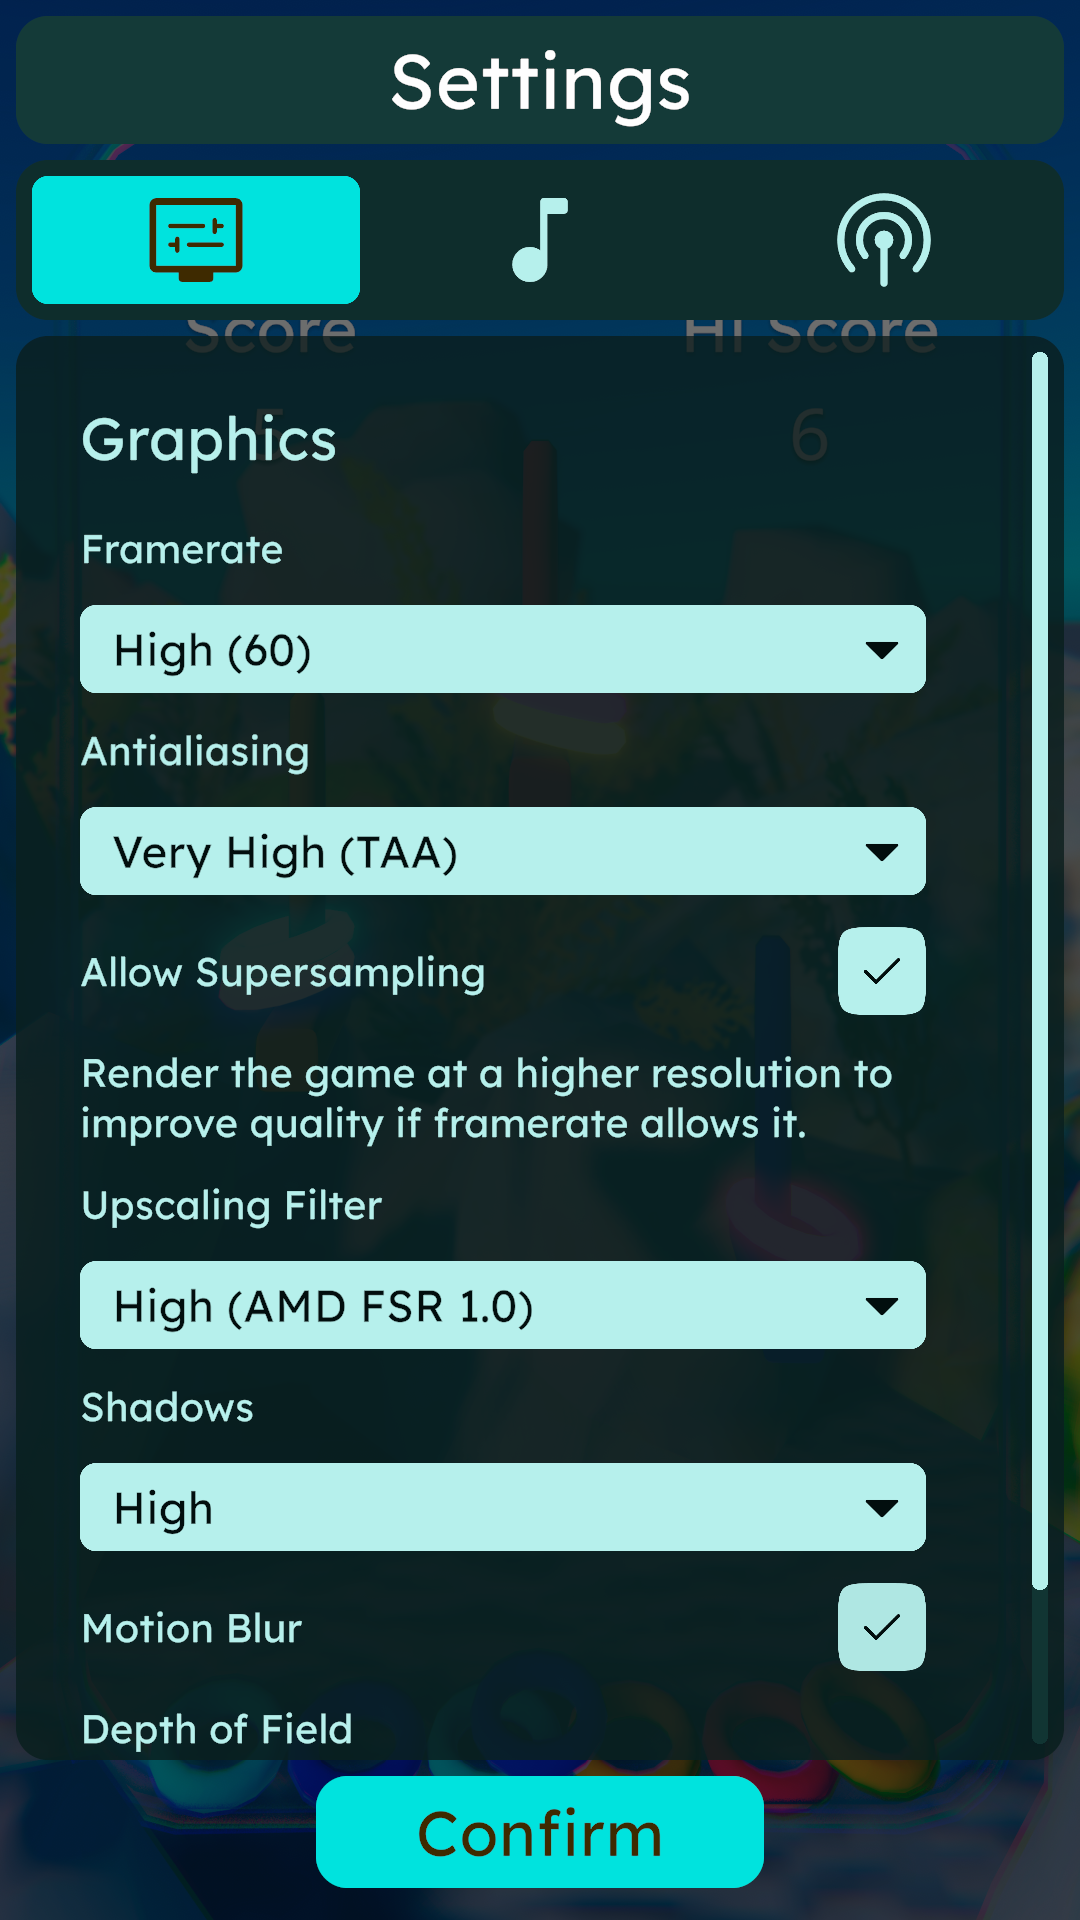 Settings
Score
HI Score
5
6
Graphics
Framerate
High (60)
Antialiasing
Very High (TAA)
Allow Supersampling
Render the game at a higher resolution to
improve quality if framerate allows it.
Upscaling Filter
High (AMD FSR 1.0)
Shadows
High
Motion Blur
Depth of Field
Confirm